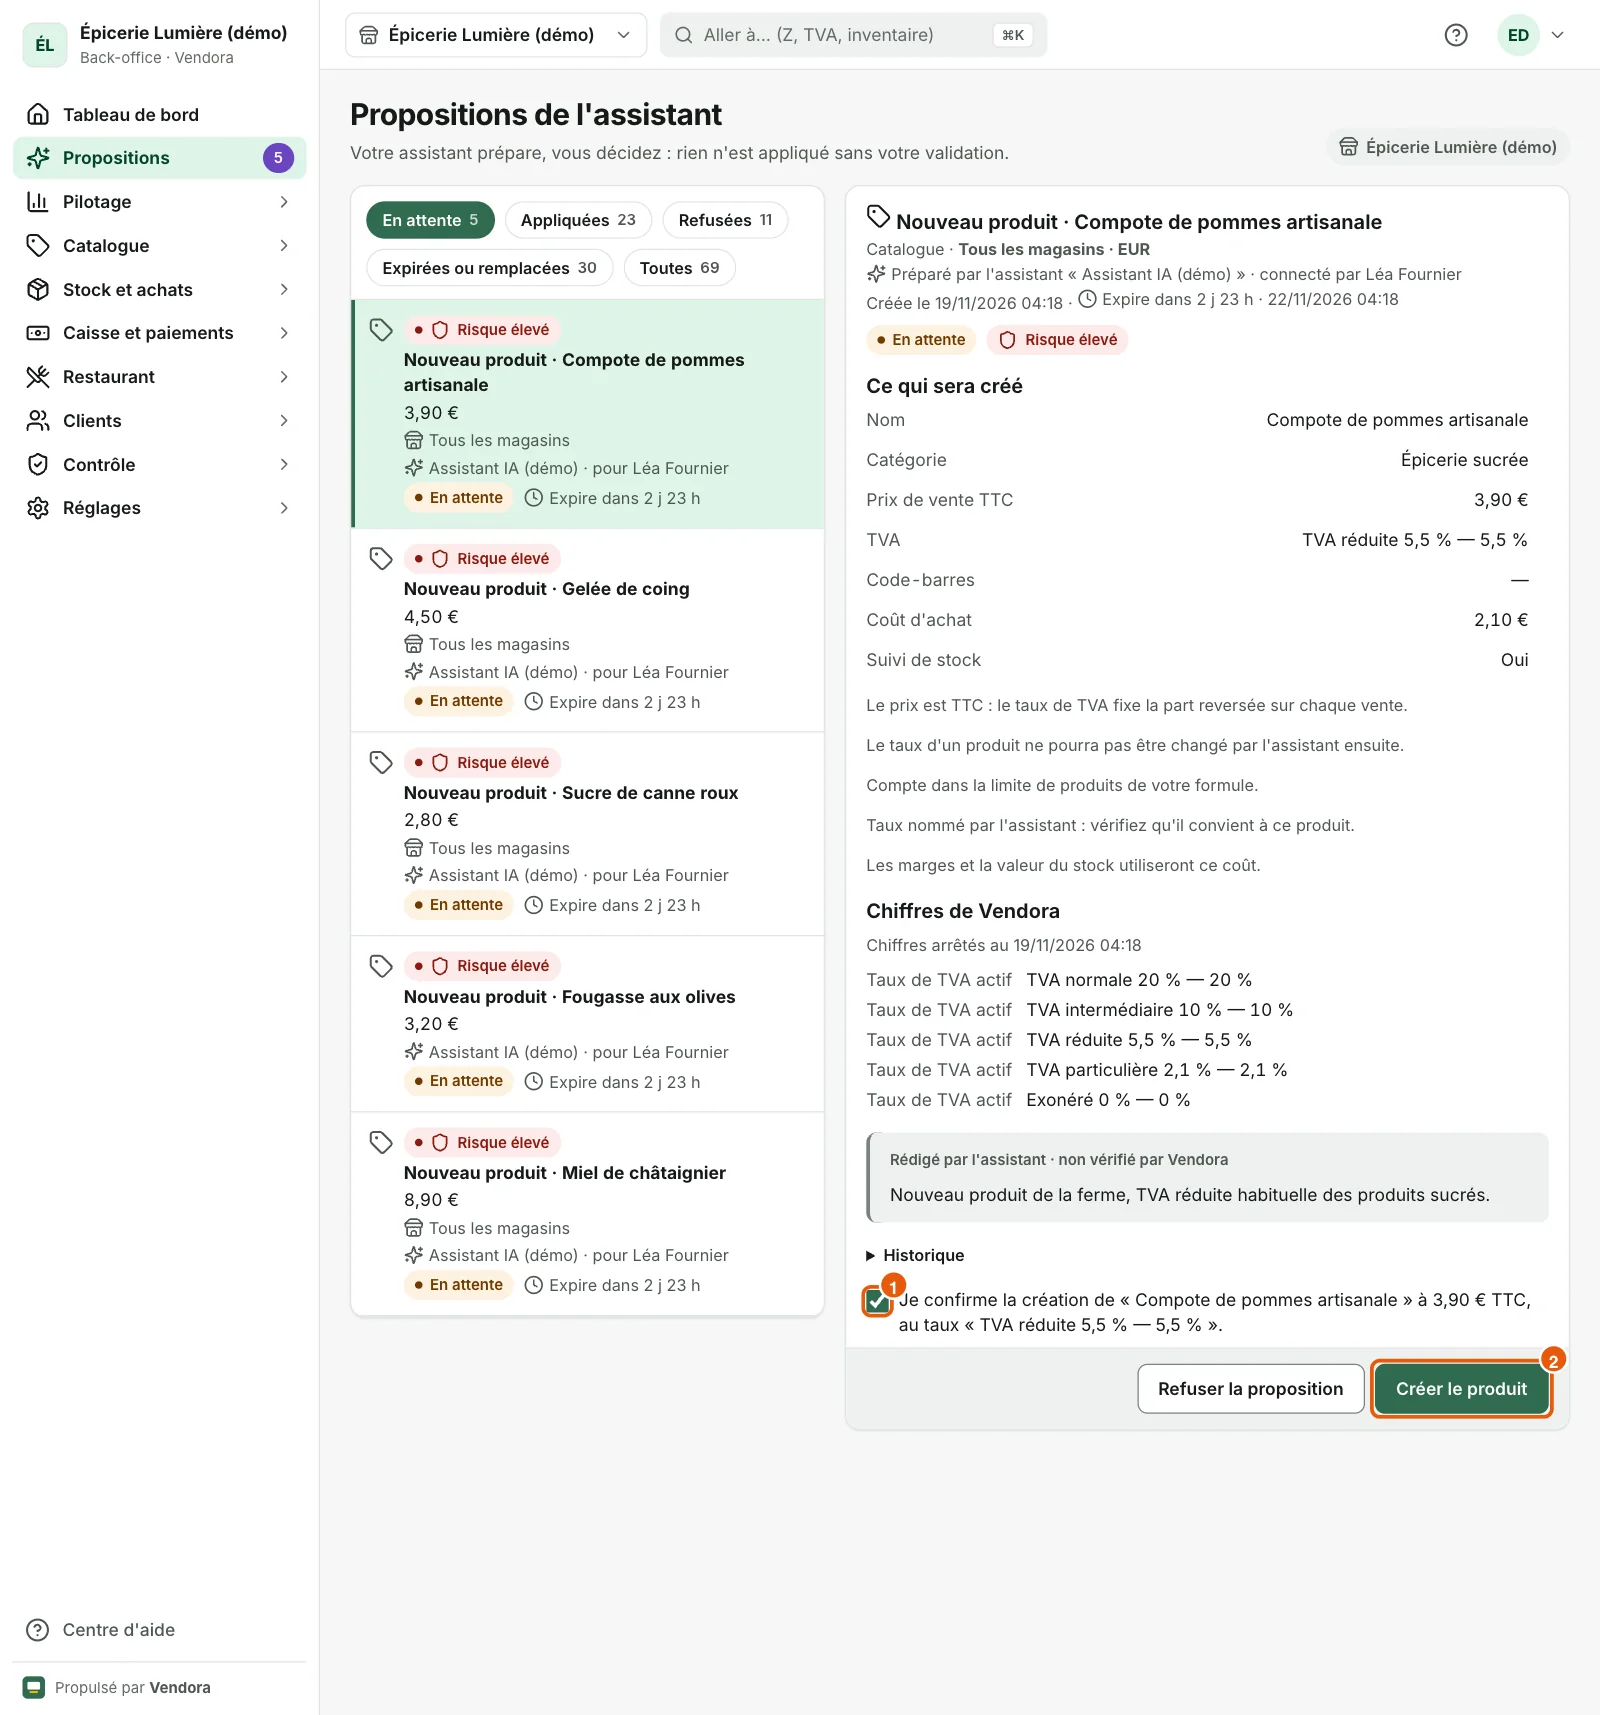 ÉL
Épicerie Lumière (démo)
Back-office · Vendora
Tableau de bord
Propositions 5
Pilotage
Catalogue
Stock et achats
Caisse et paiements
Restaurant
Clients
Contrôle
Réglages
Centre d'aide
Propulsé par Vendora
Épicerie Lumière (démo)
Aller à... (Z, TVA, inventaire) ⌘K
ED
Propositions de l'assistant
Votre assistant prépare, vous décidez : rien n'est appliqué sans votre validation.
Épicerie Lumière (démo)
En attente 5 Appliquées 23 Refusées 11
Expirées ou remplacées 30 Toutes 69
Risque élevé
Nouveau produit · Compote de pommes
artisanale
3,90 €
Tous les magasins
Assistant IA (démo) · pour Léa Fournier
En attente Expire dans 2 j 23 h
Risque élevé
Nouveau produit · Gelée de coing
4,50 €
Tous les magasins
Assistant IA (démo) · pour Léa Fournier
En attente Expire dans 2 j 23 h
Risque élevé
Nouveau produit · Sucre de canne roux
2,80 €
Tous les magasins
Assistant IA (démo) · pour Léa Fournier
En attente Expire dans 2 j 23 h
Risque élevé
Nouveau produit · Fougasse aux olives
3,20 €
Assistant IA (démo) · pour Léa Fournier
En attente Expire dans 2 j 23 h
Risque élevé
Nouveau produit · Miel de châtaignier
8,90 €
Tous les magasins
Assistant IA (démo) · pour Léa Fournier
En attente Expire dans 2 j 23 h
Nouveau produit · Compote de pommes artisanale
Catalogue · Tous les magasins · EUR
Préparé par l'assistant « Assistant IA (démo) » · connecté par Léa Fournier
Créée le 19/11/2026 04:18 · Expire dans 2 j 23 h · 22/11/2026 04:18
En attente Risque élevé
Ce qui sera créé
Nom Compote de pommes artisanale
Catégorie Épicerie sucrée
Prix de vente TTC 3,90 €
TVA TVA réduite 5,5 % — 5,5 %
Code-barres —
Coût d'achat 2,10 €
Suivi de stock Oui
Le prix est TTC : le taux de TVA fixe la part reversée sur chaque vente.
Le taux d'un produit ne pourra pas être changé par l'assistant ensuite.
Compte dans la limite de produits de votre formule.
Taux nommé par l'assistant : vérifiez qu'il convient à ce produit.
Les marges et la valeur du stock utiliseront ce coût.
Chiffres de Vendora
Chiffres arrêtés au 19/11/2026 04:18
Taux de TVA actif TVA normale 20 % — 20 %
Taux de TVA actif TVA intermédiaire 10 % — 10 %
Taux de TVA actif TVA réduite 5,5 % — 5,5 %
Taux de TVA actif TVA particulière 2,1 % — 2,1 %
Taux de TVA actif Exonéré 0 % — 0 %
Rédigé par l'assistant · non vérifié par Vendora
Nouveau produit de la ferme, TVA réduite habituelle des produits sucrés.
Historique
1
Je confirme la création de « Compote de pommes artisanale » à 3,90 € TTC,
au taux « TVA réduite 5,5 % — 5,5 % ».
2
Refuser la proposition Créer le produit